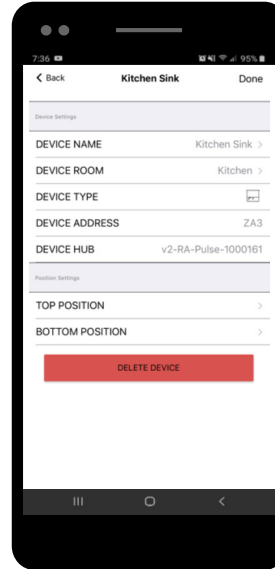 7:36 95%
Back Kitchen Sink Done
Device Settings
DEVICE NAME Kitchen Sink >
DEVICE ROOM Kitchen >
DEVICE TYPE
DEVICE ADDRESS ZA3
DEVICE HUB v2-RA-Pulse-1000161
Position Settings
TOP POSITION >
BOTTOM POSITION >
DELETE DEVICE